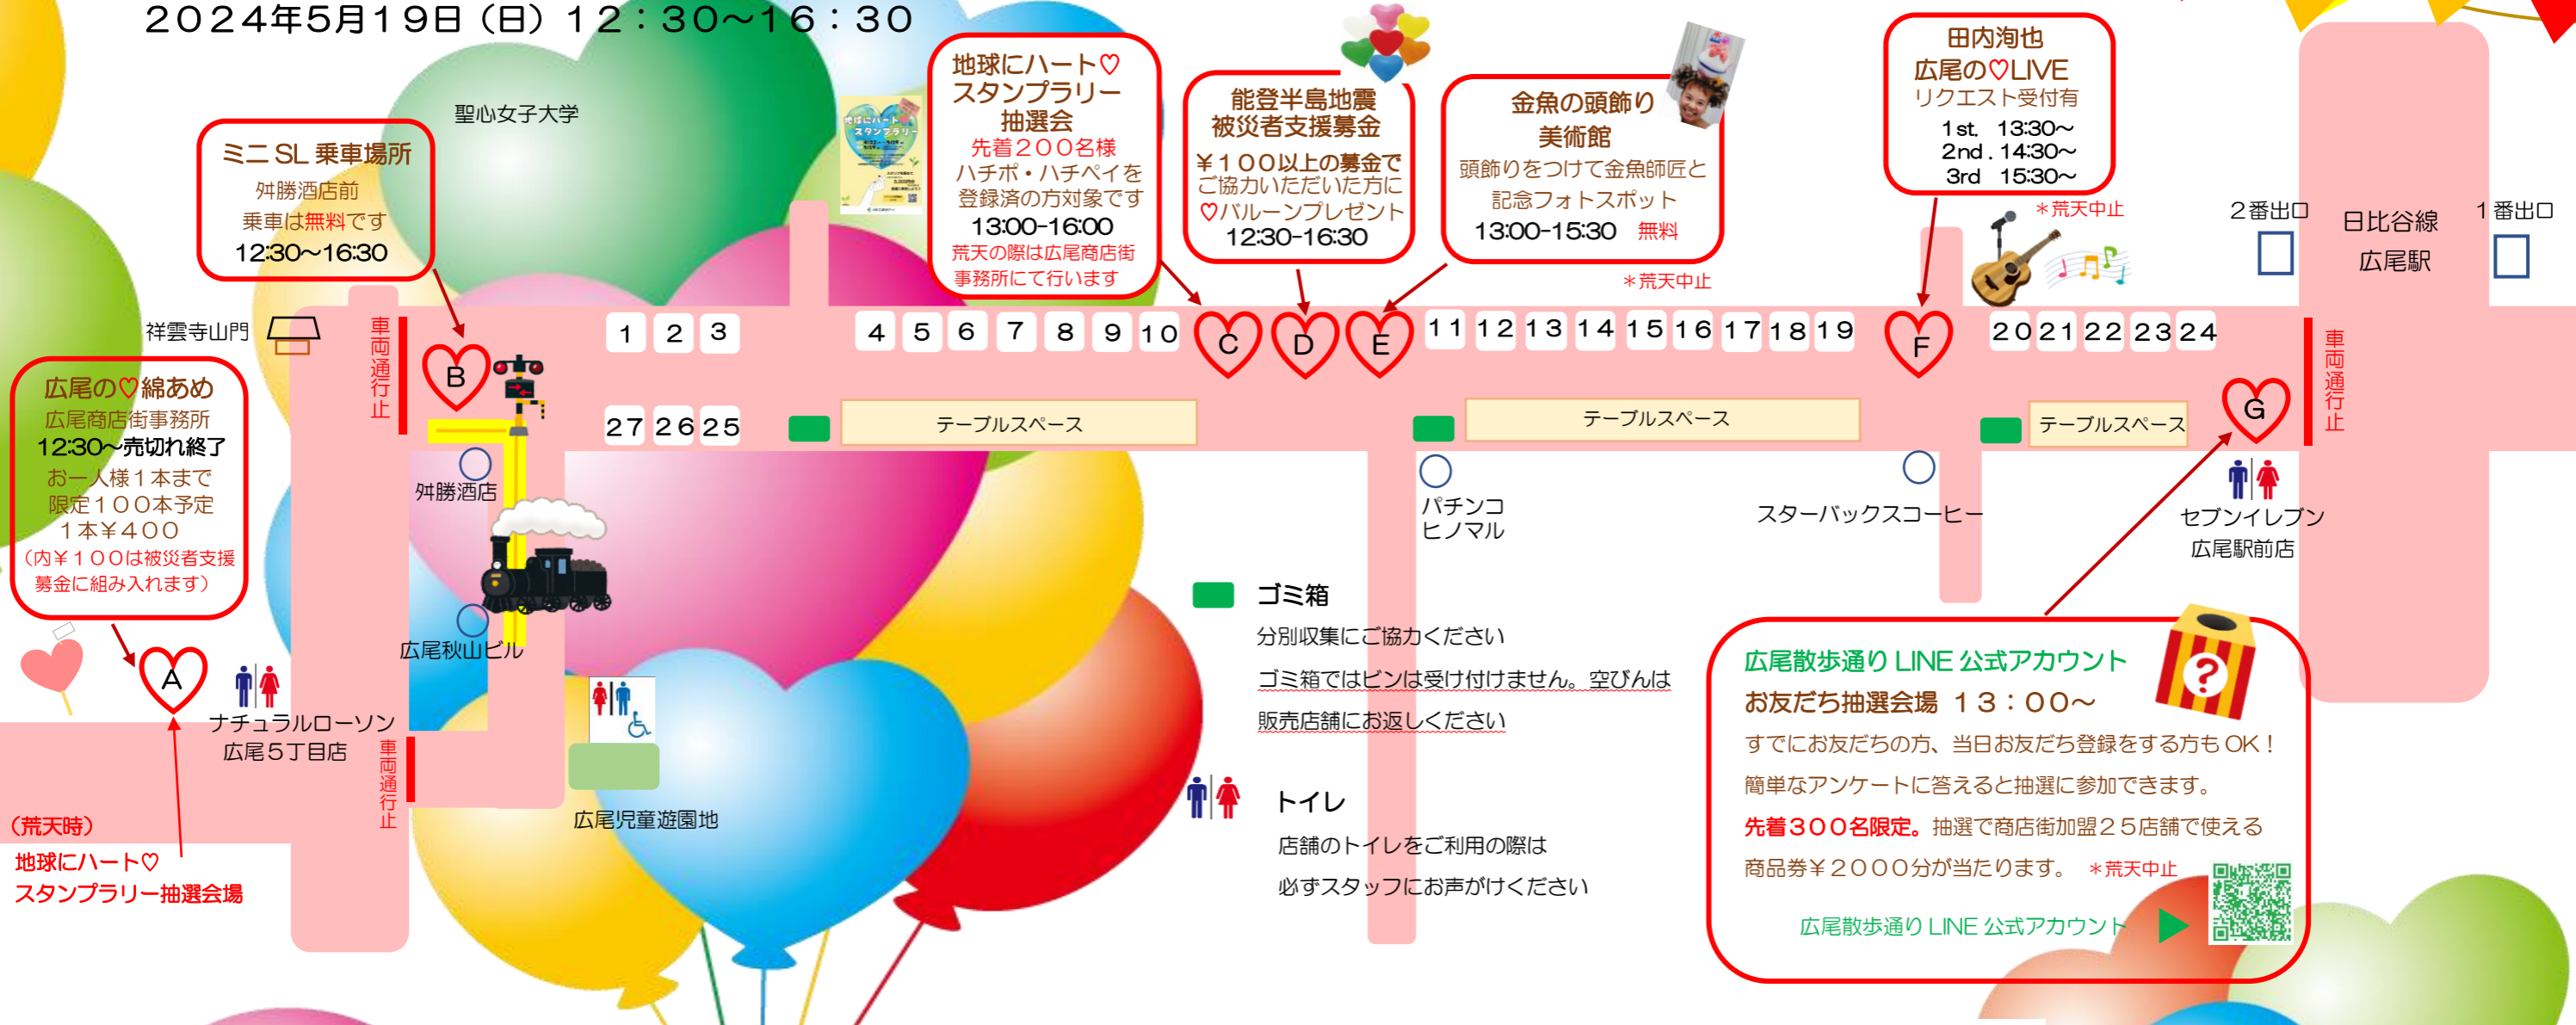 2024年5月19日（日）12：30～16：30
聖心女子大学
ミニSL 乗車場所
舛勝酒店前
乗車は無料です
12:30～16:30
地球にハート♡
スタンプラリー
地球にハート♡
スタンプラリー
抽選会
先着200名様
ハチポ・ハチペイを
登録済の方対象です
13:00-16:00
荒天の際は広尾商店街
事務所にて行います
能登半島地震
被災者支援募金
¥100以上の募金で
ご協力いただいた方に
♡バルーンプレゼント
12:30-16:30
金魚の頭飾り
美術館
頭飾りをつけて金魚師匠と
記念フォトスポット
13:00-15:30 無料
＊荒天中止
田内洵也
広尾の♡LIVE
リクエスト受付有
1st. 13:30～
2nd . 14:30～
3rd 15:30～
＊荒天中止
2番出口
日比谷線
広尾駅
1番出口
祥雲寺山門
車両通行止
B
1 2 3
4 5 6 7 8 9 10
C
D
E
11 12 13 14 15 16 17 18 19
F
20 21 22 23 24
車両通行止
広尾の♡綿あめ
広尾商店街事務所
12:30～売切れ終了
お一人様1本まで
限定100本予定
1本¥400
（内¥100は被災者支援
募金に組み入れます）
27 26 25
テーブルスペース
テーブルスペース
テーブルスペース
G
舛勝酒店
パチンコ
ヒノマル
スターバックスコーヒー
セブンイレブン
広尾駅前店
広尾秋山ビル
A
ナチュラルローソン
広尾5丁目店
車両通行止
広尾児童遊園地
（荒天時）
地球にハート♡
スタンプラリー抽選会場
ゴミ箱
分別収集にご協力ください
ゴミ箱ではビンは受け付けません。空びんは
販売店舗にお返しください
トイレ
店舗のトイレをご利用の際は
必ずスタッフにお声がけください
広尾散歩通り LINE 公式アカウント
お友だち抽選会場 13：00～
?
すでにお友だちの方、当日お友だち登録をする方も OK！
簡単なアンケートに答えると抽選に参加できます。
先着300名限定。抽選で商店街加盟25店舗で使える
商品券¥2000分が当たります。 ＊荒天中止
広尾散歩通り LINE 公式アカウント